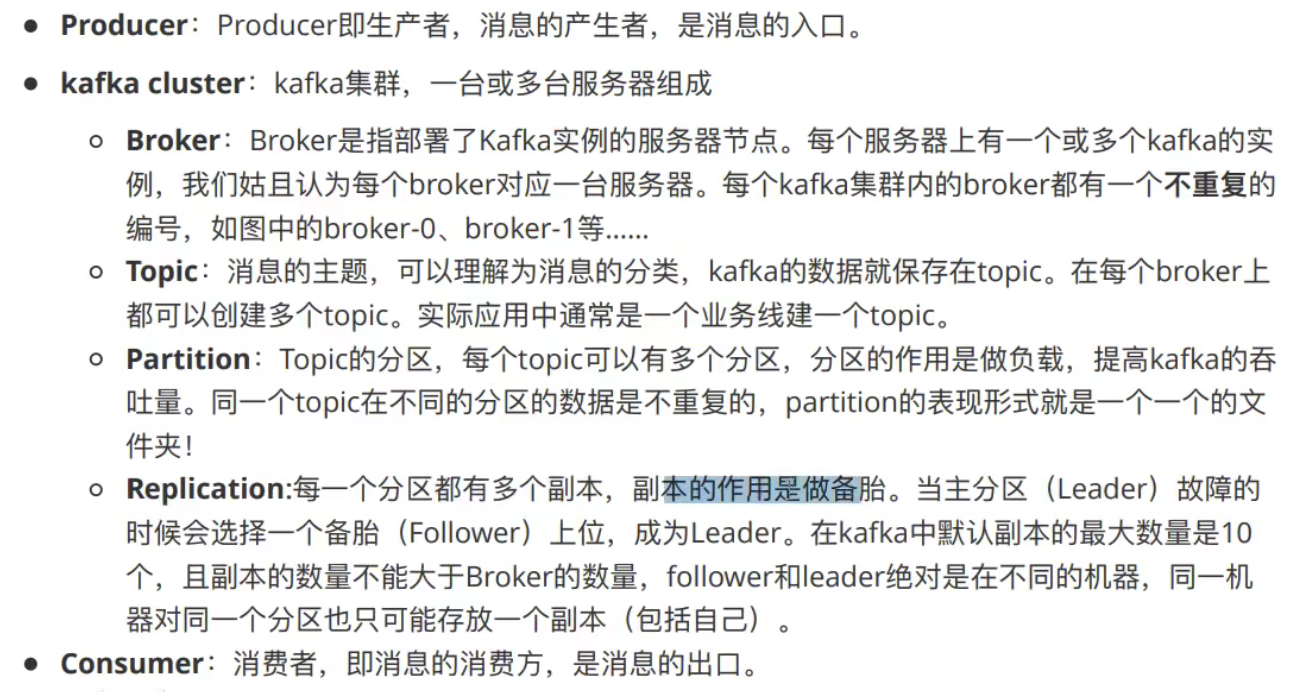 Producer：Producer即生产者，消息的产生者，是消息的入口。
kafka cluster：kafka集群，一台或多台服务器组成
Broker：Broker是指部署了Kafka实例的服务器节点。每个服务器上有一个或多个kafka的实
例，我们姑且认为每个broker对应一台服务器。每个kafka集群内的broker都有一个不重复的
编号，如图中的broker-0、broker-1等……
Topic：消息的主题，可以理解为消息的分类，kafka的数据就保存在topic。在每个broker上
都可以创建多个topic。实际应用中通常是一个业务线建一个topic。
Partition：Topic的分区，每个topic可以有多个分区，分区的作用是做负载，提高kafka的吞
吐量。同一个topic在不同的分区的数据是不重复的，partition的表现形式就是一个一个的文
件夹！
Replication:每一个分区都有多个副本，副本的作用是做备胎。当主分区（Leader）故障的
时候会选择一个备胎（Follower）上位，成为Leader。在kafka中默认副本的最大数量是10
个，且副本的数量不能大于Broker的数量，follower和leader绝对是在不同的机器，同一机
器对同一个分区也只可能存放一个副本（包括自己）。
Consumer：消费者，即消息的消费方，是消息的出口。